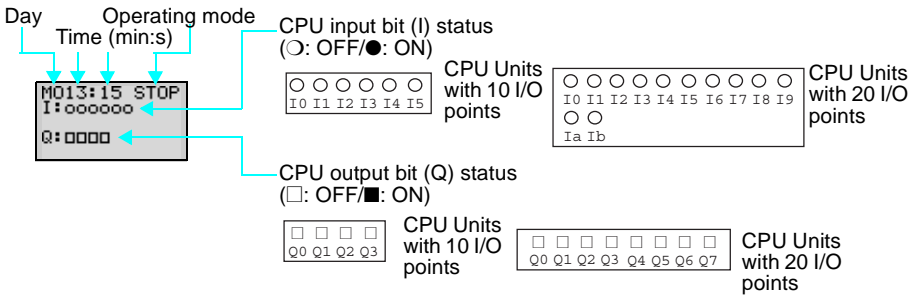 Day
Operating mode
Time (min:s)
MO13:15 STOP
I:oooooo
Q:□□□□
CPU input bit (I) status
(❍: OFF/●: ON)
I0 I1 I2 I3 I4 I5
CPU Units
with 10 I/O
points
I0 I1 I2 I3 I4 I5 I6 I7 I8 I9
Ia Ib
CPU Units
with 20 I/O
points
CPU output bit (Q) status
(□: OFF/■: ON)
Q0 Q1 Q2 Q3
CPU Units
with 10 I/O
points
Q0 Q1 Q2 Q3 Q4 Q5 Q6 Q7
CPU Units
with 20 I/O
points